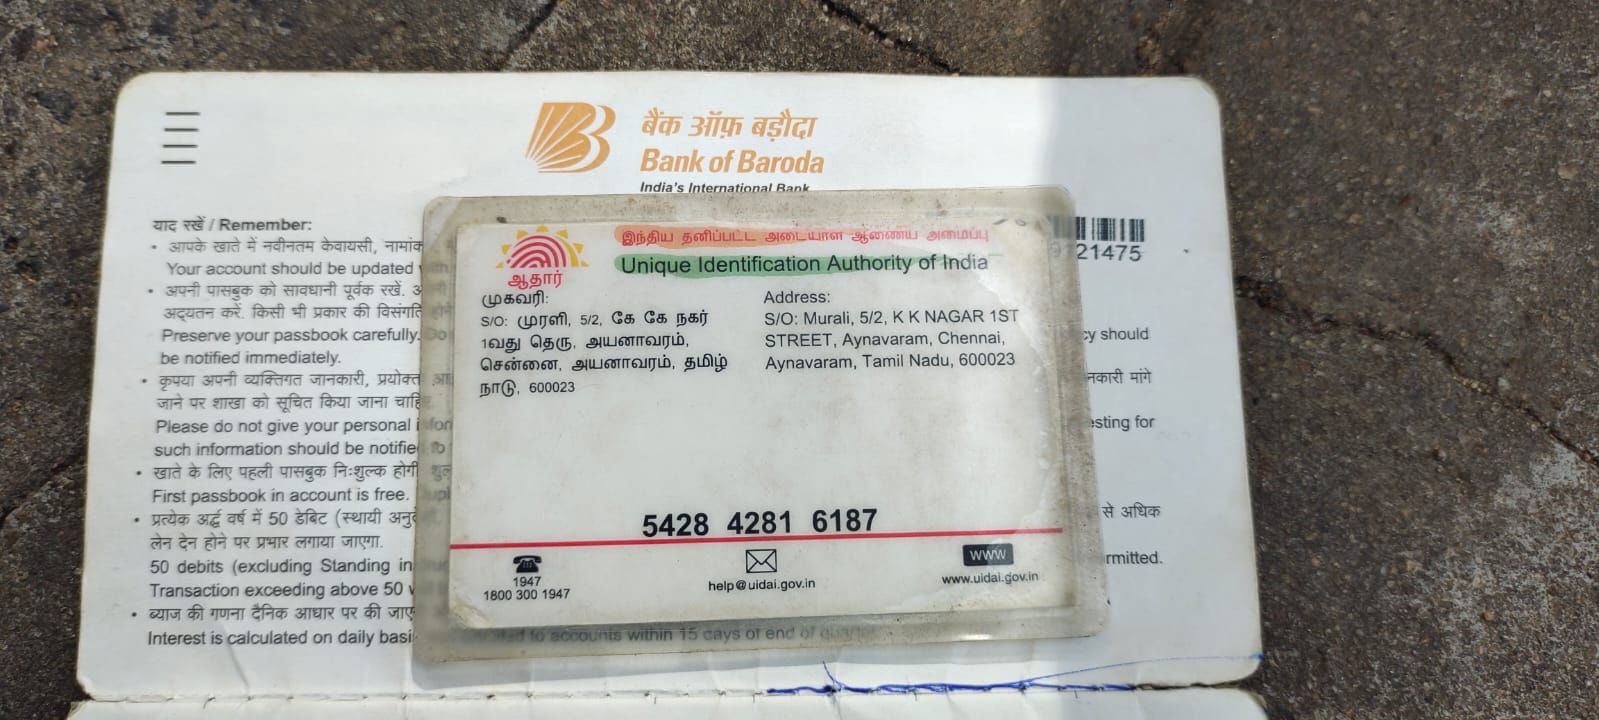 बैंक ऑफ़ बड़ौदा
Bank of Baroda
India's International Bank
21475
याद रखें / Remember:
आपके खाते में नवीनतम केवायसी, नामांक
Your account should be updated
अपनी पासबुक को सावधानी पूर्वक रखें.
अद्यतन करें. किसी भी प्रकार की विसंगति
Preserve your passbook carefully.
cy should
be notified immediately.
कृपया अपनी व्यक्तिगत जानकारी, प्रयोक्त
नकारी मांगे
जाने पर शाखा को सूचित किया जाना चाहि
Please do not give your personal
esting for
such information should be notifie
खाते के लिए पहली पासबुक निःशुल्क होगी
First passbook in account is free.
प्रत्येक अर्द्ध वर्ष में 50 डेबिट (स्थायी अनु
से अधिक
लेन देन होने पर प्रभार लगाया जाएगा.
50 debits (excluding Standing in
rmitted.
Transaction exceeding above 50
ब्याज की गणना दैनिक आधार पर की जाए
Interest is calculated on daily basi
to accounts within 15 days of end of
இந்திய தனிப்பட்ட அடையாள ஆணைய அமைப்பு
Unique Identification Authority of India
ஆதார்
முகவரி:
S/O: முரளி, 5/2, கே கே நகர்
1வது தெரு, அயனாவரம்,
சென்னை, அயனாவரம், தமிழ்
நாடு, 600023
Address:
S/O: Murali, 5/2, K K NAGAR 1ST
STREET, Aynavaram, Chennai,
Aynavaram, Tamil Nadu, 600023
5428 4281 6187
1947
1800 300 1947
help@uidai.gov.in
WWW
www.uidai.gov.in